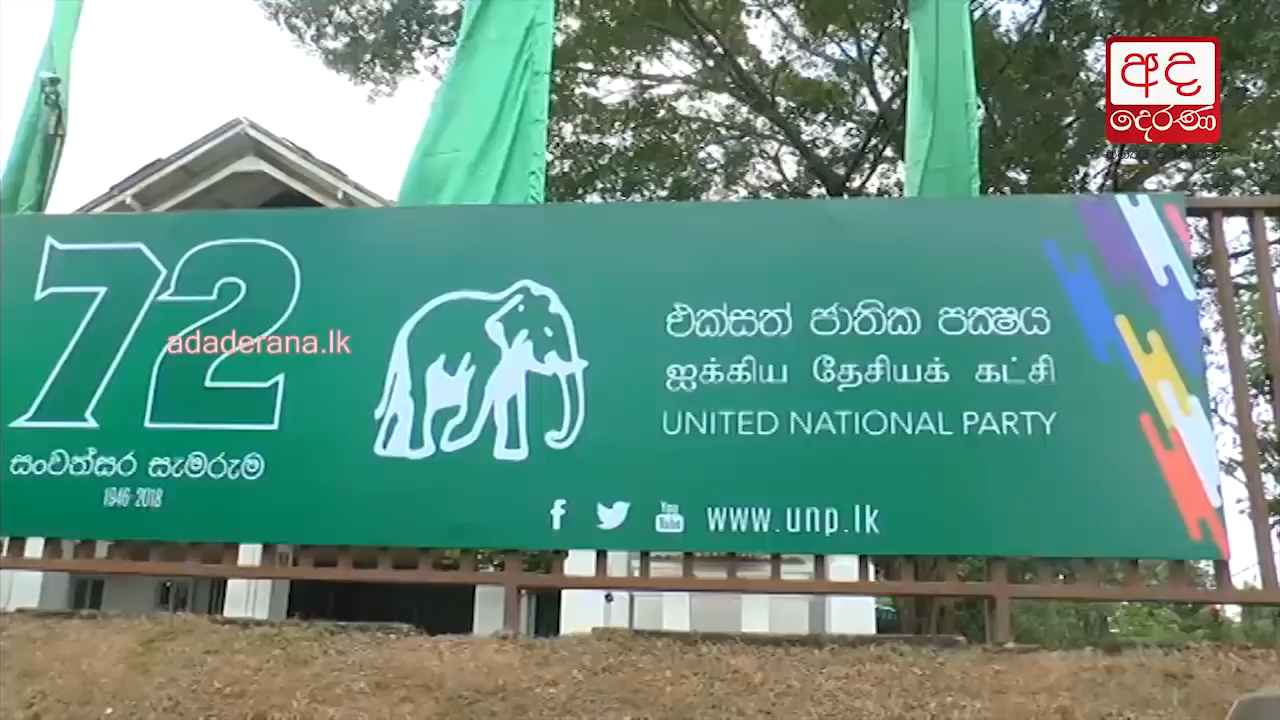 අද
දෙරණ
72
adaderana.lk
සංවත්සර සැමරුම
1946-2018
එක්සත් ජාතික පක්ෂය
ஐக்கிய தேசியக் கட்சி
UNITED NATIONAL PARTY
f You Tube www.unp.lk